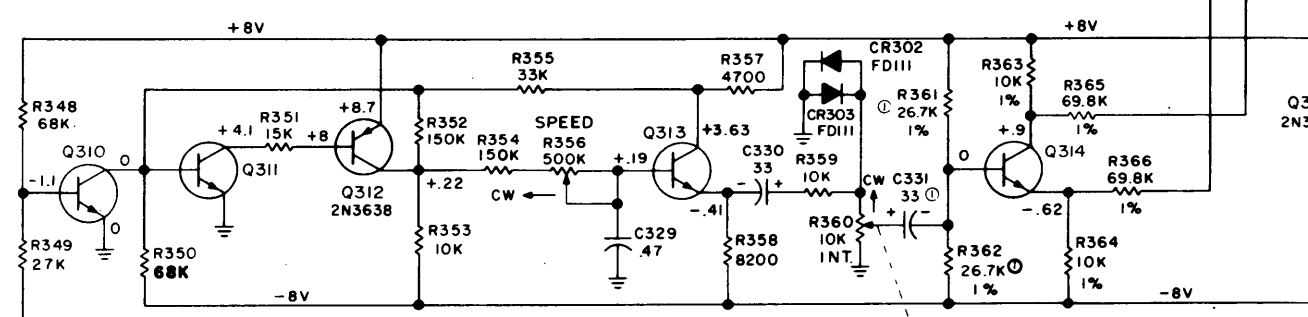 +8V
+8V
R355
33K
R357
4700
CR302
FD111
CR303
FD111
R348
68K
R351
15K
+4.1
+8
+8.7
R352
150K
SPEED
R354
150K
R356
500K
CW
Q313
+3.63
+.19
C330
33
- +
R359
10K
① R361
26.7K
1%
R363
10K
1%
R365
69.8K
1%
Q3
2N3
Q310
-1.1
0
0
Q311
Q312
2N3638
+.22
0
+.9
Q314
R366
69.8K
1%
CW
C331
33 ①
+ -
-.41
-.62
R349
27K
R350
68K
R353
10K
C329
.47
R358
8200
R360
10K
INT.
R362
26.7K ①
1%
R364
10K
1%
-8V
-8V